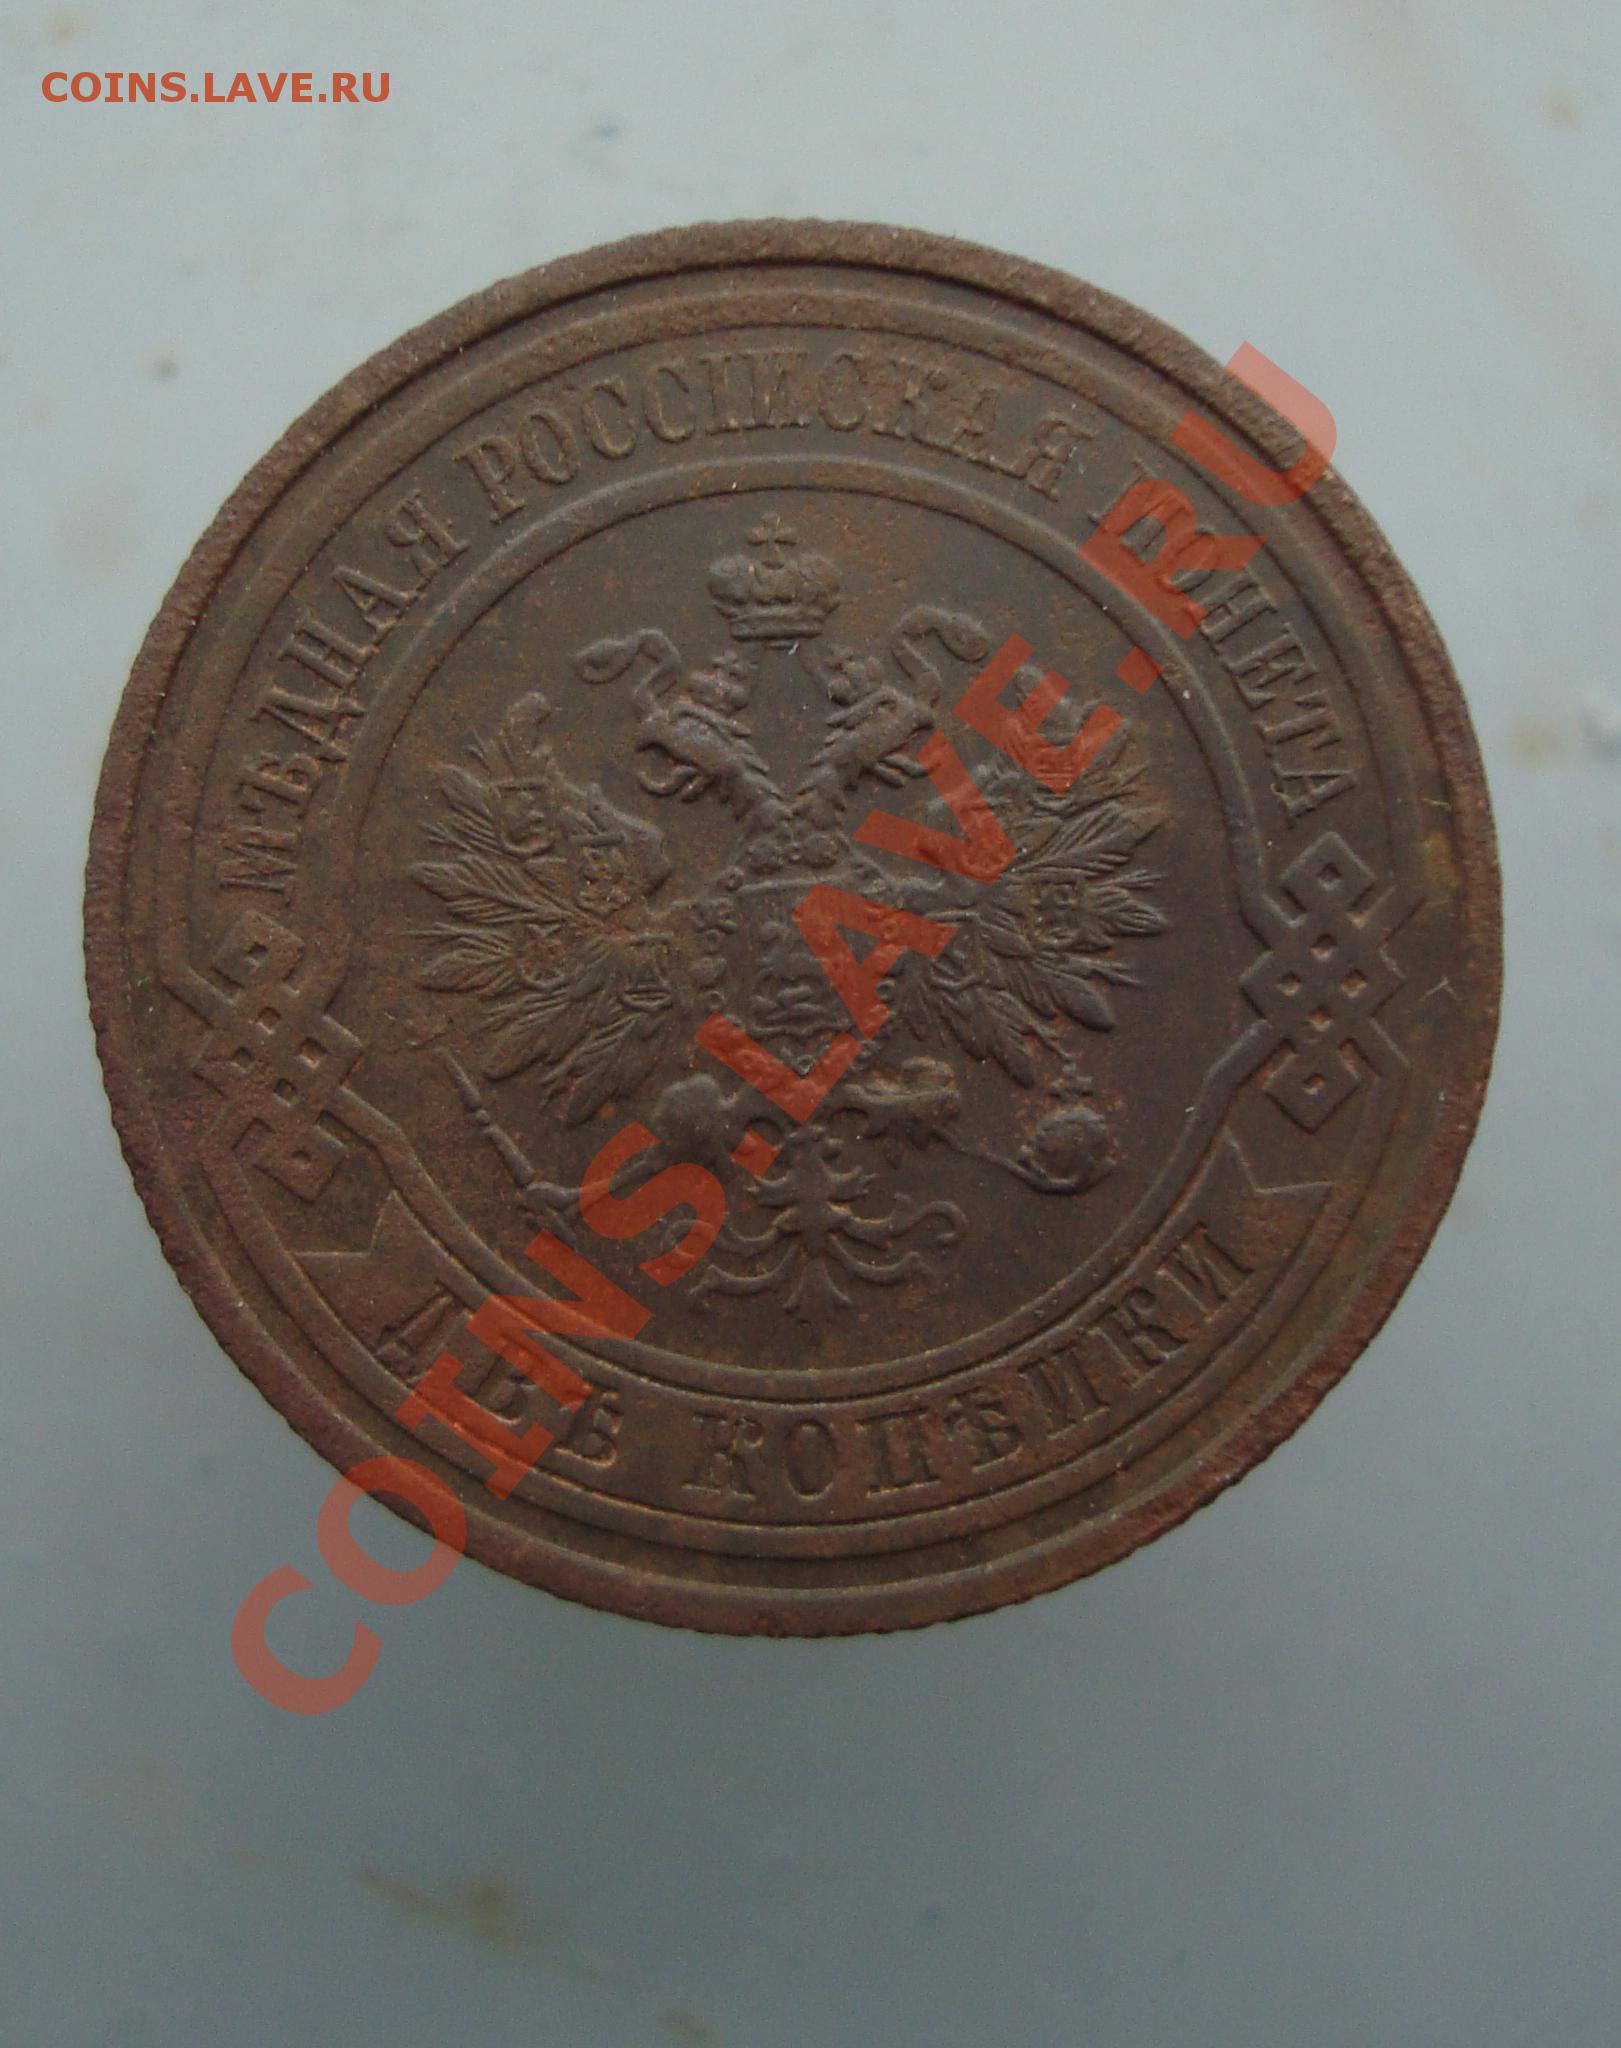 COINS.LAVE.RU
МѢДНАЯ РОССІЙСКАЯ МОНЕТА
ДВѢ КОПѢЙКИ
COINS.LAVE.RU